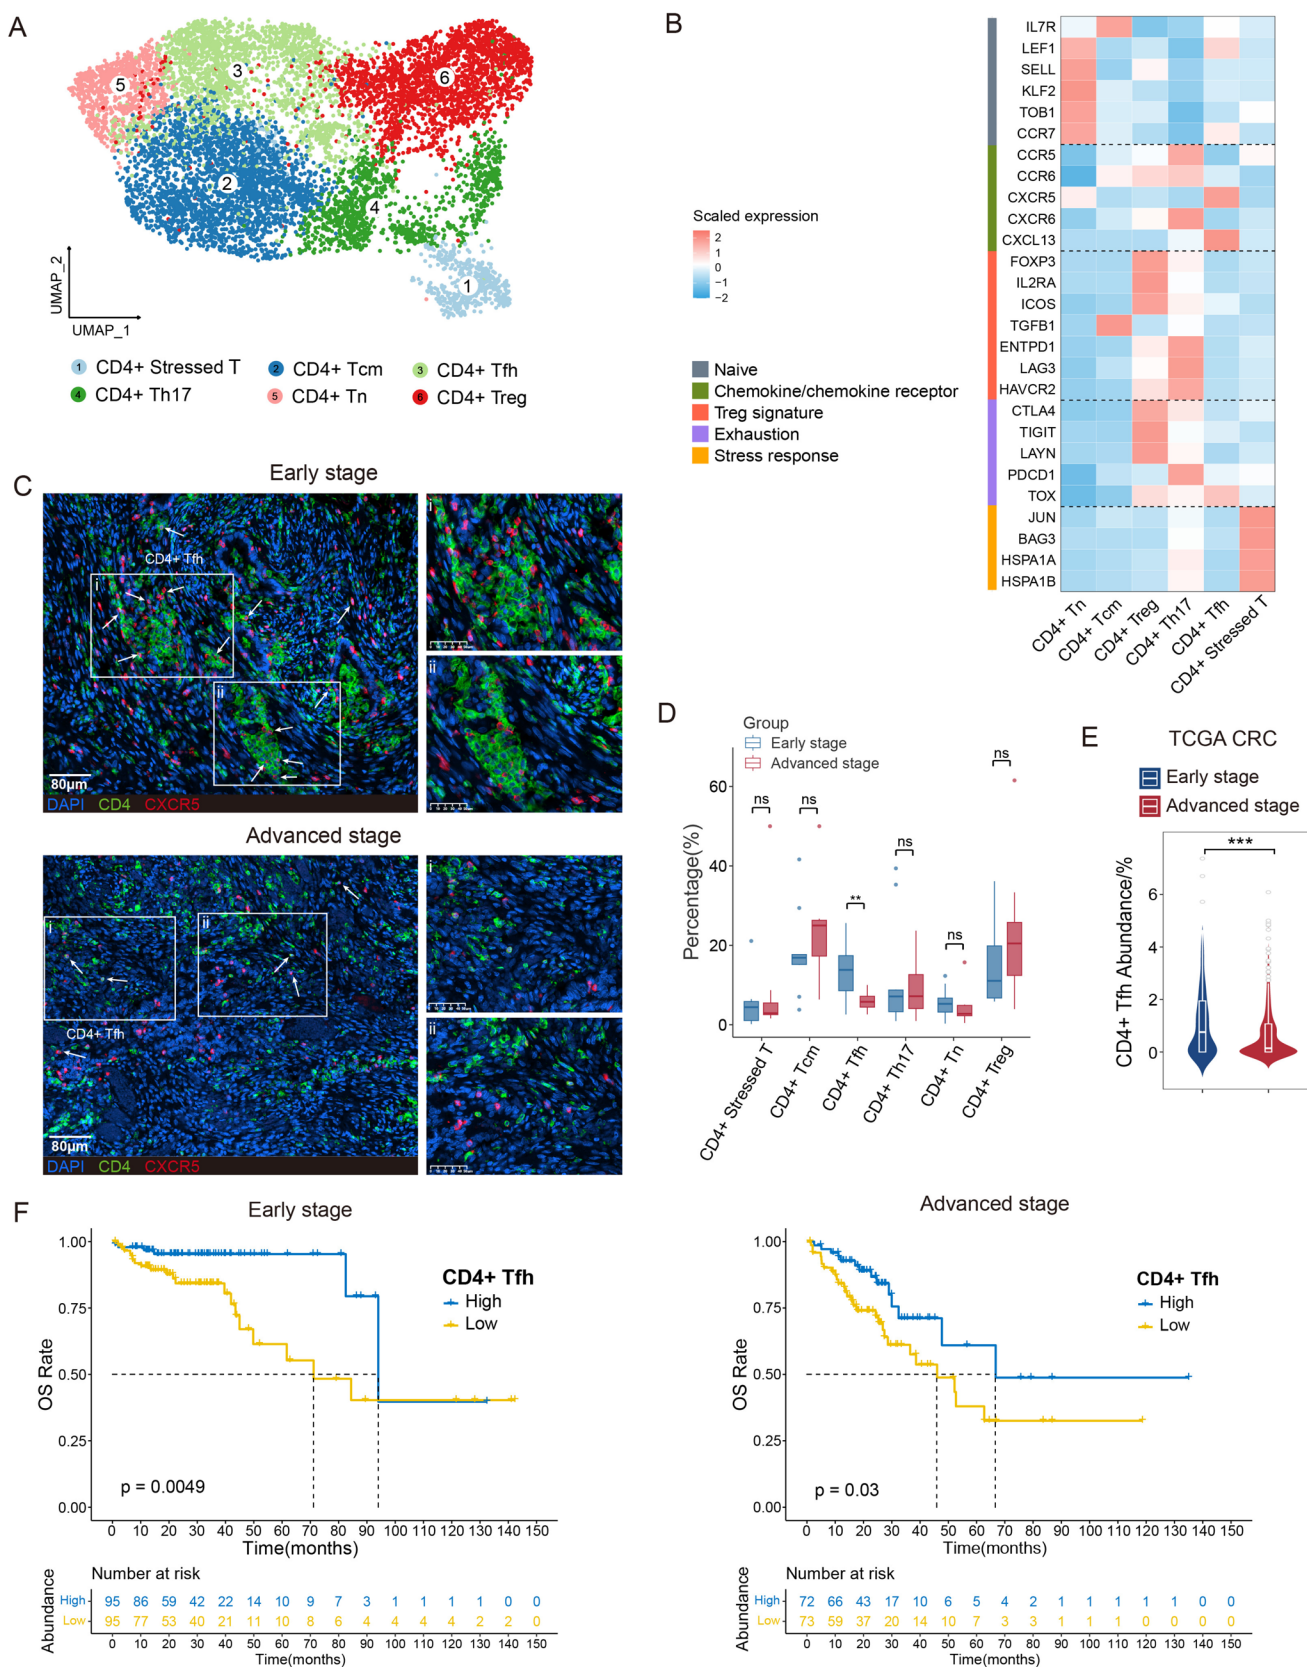 A
5
3
6
2
4
1
UMAP_2
UMAP_1
1 CD4+ Stressed T
2 CD4+ Tcm
3 CD4+ Tfh
4 CD4+ Th17
5 CD4+ Tn
6 CD4+ Treg
B
IL7R
LEF1
SELL
KLF2
TOB1
CCR7
CCR5
CCR6
CXCR5
CXCR6
CXCL13
FOXP3
IL2RA
ICOS
TGFB1
ENTPD1
LAG3
HAVCR2
CTLA4
TIGIT
LAYN
PDCD1
TOX
JUN
BAG3
HSPA1A
HSPA1B
CD4+ Tn
CD4+ Tcm
CD4+ Treg
CD4+ Th17
CD4+ Tfh
CD4+ Stressed T
Scaled expression
2
1
0
−1
−2
Naive
Chemokine/chemokine receptor
Treg signature
Exhaustion
Stress response
C
Early stage
CD4+ Tfh
i
ii
80μm
DAPI CD4 CXCR5
i
ii
Advanced stage
i
ii
CD4+ Tfh
80μm
DAPI CD4 CXCR5
i
ii
D
Group
Early stage
Advanced stage
Percentage(%)
60
40
20
0
ns
ns
**
ns
ns
ns
CD4+ Stressed T
CD4+ Tcm
CD4+ Tfh
CD4+ Th17
CD4+ Tn
CD4+ Treg
E
TCGA CRC
Early stage
Advanced stage
CD4+ Tfh Abundance/%
6
4
2
0
***
F
Early stage
OS Rate
1.00
0.75
0.50
0.25
0.00
CD4+ Tfh
High
Low
p = 0.0049
0 10 20 30 40 50 60 70 80 90 100 110 120 130 140 150
Time(months)
Number at risk
Abundance
High 95 86 59 42 22 14 10 9 7 3 1 1 1 1 0 0
Low 95 77 53 40 21 11 10 8 6 4 4 4 4 2 2 0
0 10 20 30 40 50 60 70 80 90 100 110 120 130 140 150
Time(months)
Advanced stage
OS Rate
1.00
0.75
0.50
0.25
0.00
CD4+ Tfh
High
Low
p = 0.03
0 10 20 30 40 50 60 70 80 90 100 110 120 130 140 150
Time(months)
Number at risk
Abundance
High 72 66 43 17 10 6 5 4 2 1 1 1 1 1 0 0
Low 73 59 37 20 14 10 7 3 3 1 1 1 0 0 0 0
0 10 20 30 40 50 60 70 80 90 100 110 120 130 140 150
Time(months)